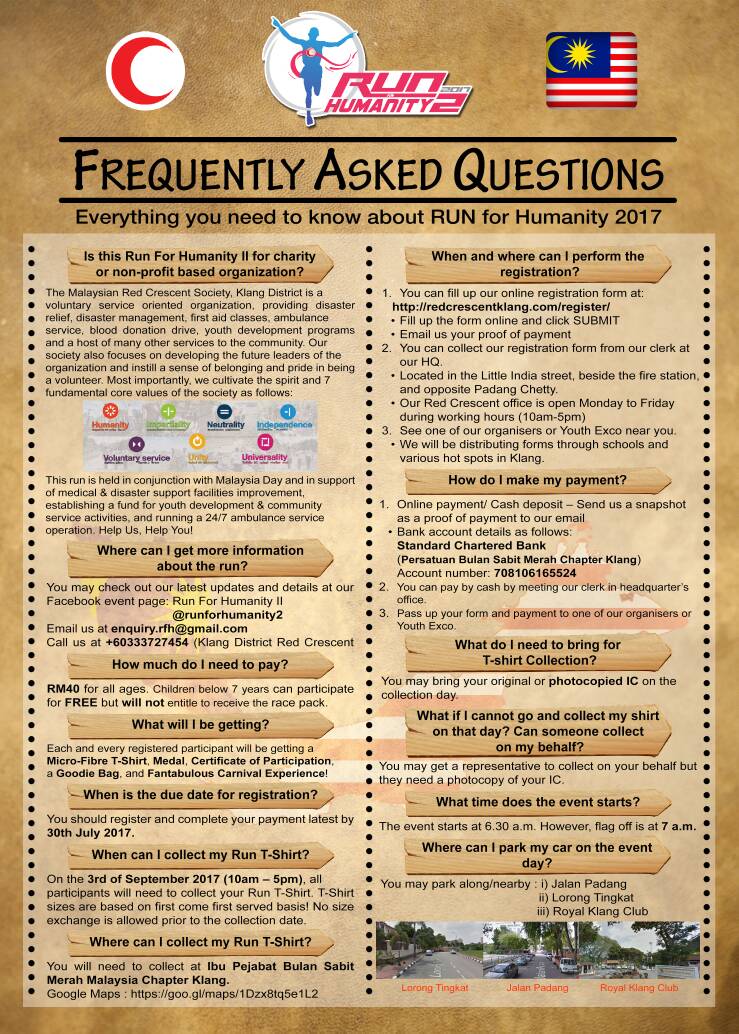 RUN 2017
for
HUMANITY 2
FREQUENTLY ASKED QUESTIONS
Everything you need to know about RUN for Humanity 2017
Is this Run For Humanity II for charity
or non-profit based organization?
The Malaysian Red Crescent Society, Klang District is a
voluntary service oriented organization, providing disaster
relief, disaster management, first aid classes, ambulance
service, blood donation drive, youth development programs
and a host of many other services to the community. Our
society also focuses on developing the future leaders of the
organization and instill a sense of belonging and pride in being
a volunteer. Most importantly, we cultivate the spirit and 7
fundamental core values of the society as follows:
Humanity Impartiality Neutrality Independence
Voluntary service Unity Universality
This run is held in conjunction with Malaysia Day and in support
of medical & disaster support facilities improvement,
establishing a fund for youth development & community
service activities, and running a 24/7 ambulance service
operation. Help Us, Help You!
Where can I get more information
about the run?
You may check out our latest updates and details at our
Facebook event page: Run For Humanity II
@runforhumanity2
Email us at enquiry.rfh@gmail.com
Call us at +60333727454 (Klang District Red Crescent
How much do I need to pay?
RM40 for all ages. Children below 7 years can participate
for FREE but will not entitle to receive the race pack.
What will I be getting?
Each and every registered participant will be getting a
Micro-Fibre T-Shirt, Medal, Certificate of Participation,
a Goodie Bag, and Fantabulous Carnival Experience!
When is the due date for registration?
You should register and complete your payment latest by
30th July 2017.
When can I collect my Run T-Shirt?
On the 3rd of September 2017 (10am – 5pm), all
participants will need to collect your Run T-Shirt. T-Shirt
sizes are based on first come first served basis! No size
exchange is allowed prior to the collection date.
Where can I collect my Run T-Shirt?
You will need to collect at Ibu Pejabat Bulan Sabit
Merah Malaysia Chapter Klang.
Google Maps : https://goo.gl/maps/1Dzx8tq5e1L2
When and where can I perform the
registration?
1. You can fill up our online registration form at:
http://redcrescentklang.com/register/
• Fill up the form online and click SUBMIT
• Email us your proof of payment
2. You can collect our registration form from our clerk at
our HQ.
• Located in the Little India street, beside the fire station,
and opposite Padang Chetty.
• Our Red Crescent office is open Monday to Friday
during working hours (10am-5pm)
3. See one of our organisers or Youth Exco near you.
• We will be distributing forms through schools and
various hot spots in Klang.
How do I make my payment?
1. Online payment/ Cash deposit – Send us a snapshot
as a proof of payment to our email
• Bank account details as follows:
Standard Chartered Bank
(Persatuan Bulan Sabit Merah Chapter Klang)
Account number: 708106165524
2. You can pay by cash by meeting our clerk in headquarter's
office.
3. Pass up your form and payment to one of our organisers or
Youth Exco.
What do I need to bring for
T-shirt Collection?
You may bring your original or photocopied IC on the
collection day.
What if I cannot go and collect my shirt
on that day? Can someone collect
on my behalf?
You may get a representative to collect on your behalf but
they need a photocopy of your IC.
What time does the event starts?
The event starts at 6.30 a.m. However, flag off is at 7 a.m.
Where can I park my car on the event
day?
You may park along/nearby : i) Jalan Padang
ii) Lorong Tingkat
iii) Royal Klang Club
Lorong Tingkat Jalan Padang Royal Klang Club